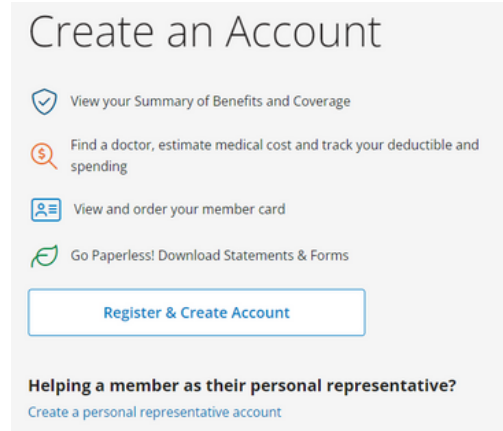 Create an Account
View your Summary of Benefits and Coverage
Find a doctor, estimate medical cost and track your deductible and
spending
View and order your member card
Go Paperless! Download Statements & Forms
Register & Create Account
Helping a member as their personal representative?
Create a personal representative account